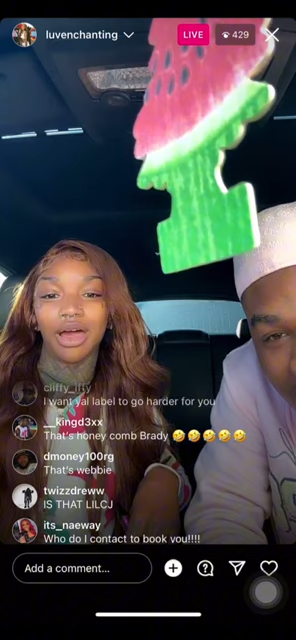 luvenchanting
LIVE
429
cliffy_ifty
I want yal label to go harder for you
__kingd3xx
That's honey comb Brady 🤣🤣🤣🤣🤣
dmoney100rg
That's webbie
twizzdreww
IS THAT LILCJ
its_naeway
Who do I contact to book you!!!!
Add a comment...